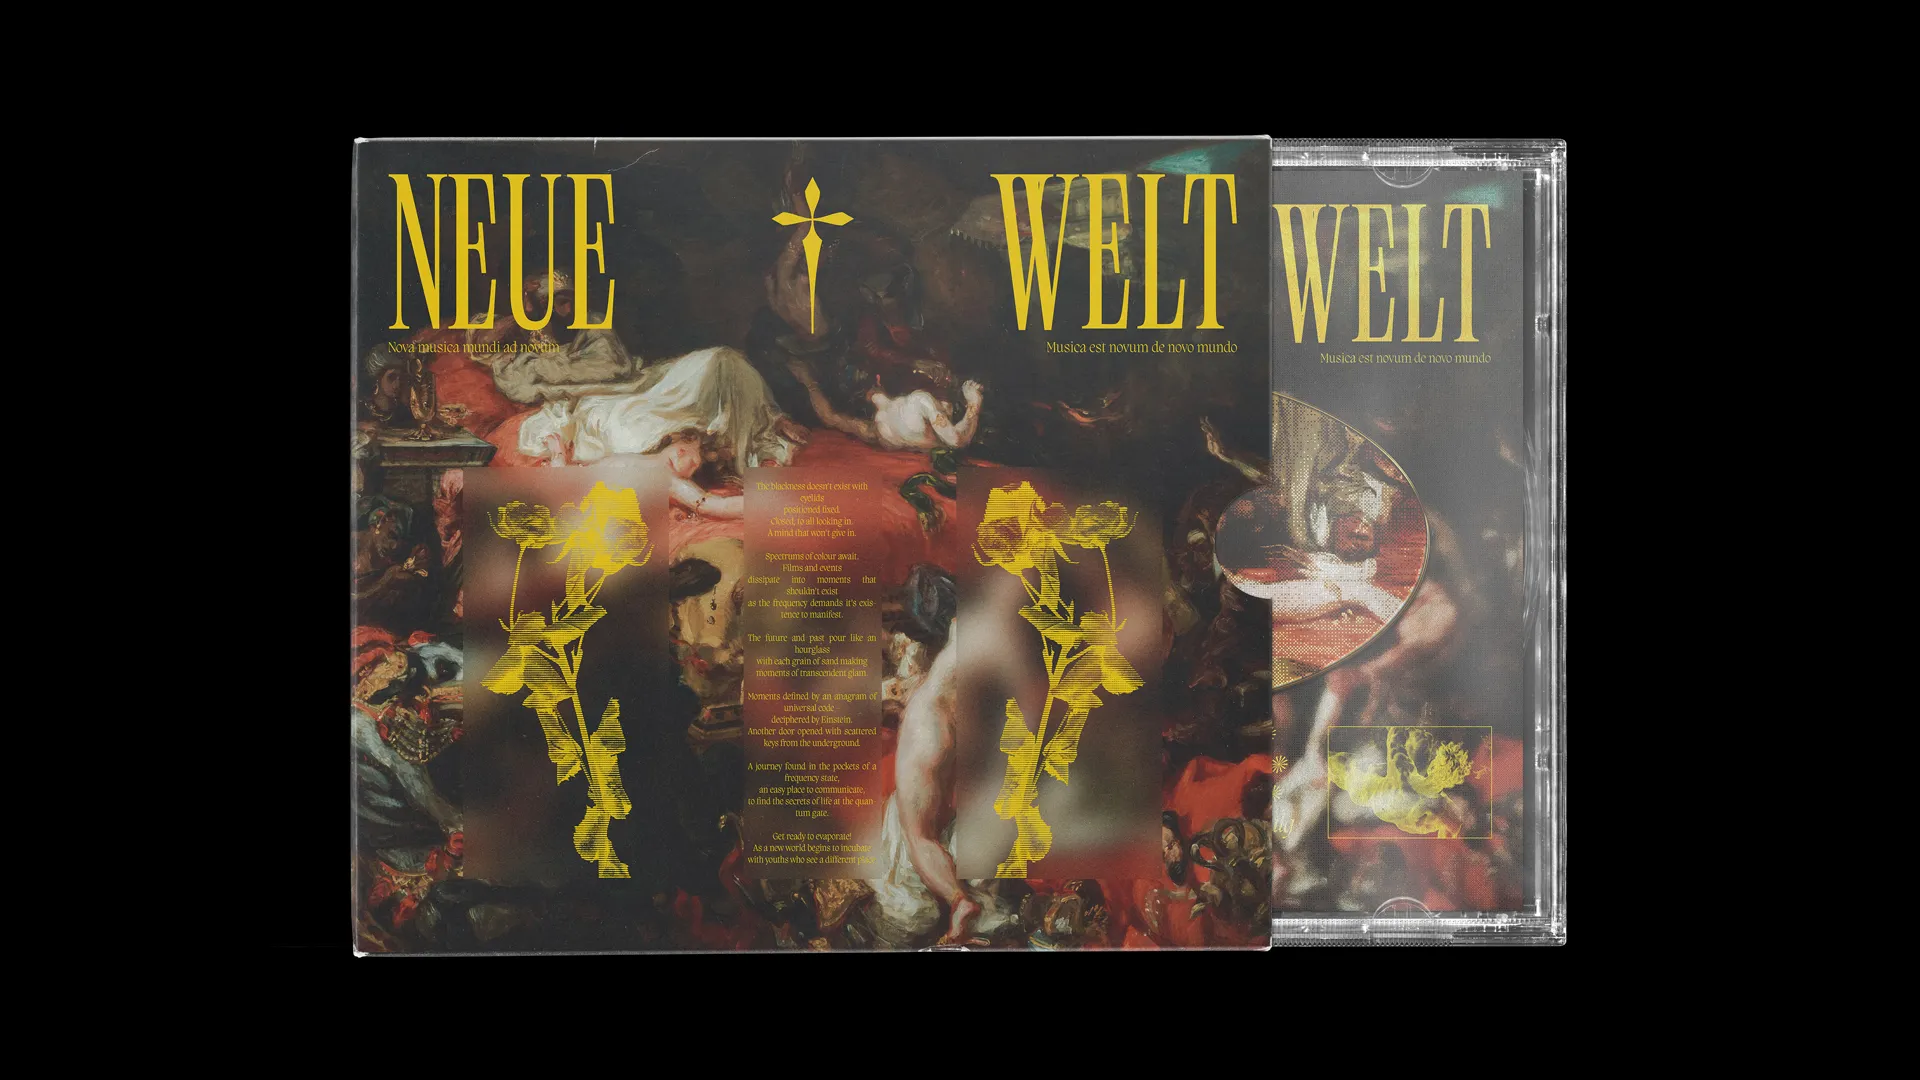 NEUE
WELT
Nova musica mundi ad novum
Musica est novum de novo mundo
WELT
Musica est novum de novo mundo
The blackness doesn't exist with
eyelids
positioned fixed.
Closed, to all looking in.
A mind that won't give in.
Spectrums of colour await.
Films and events
dissipate into moments that
shouldn't exist
as the frequency demands it's exis-
tence to manifest.
The future and past pour like an
hourglass
with each grain of sand making
moments of transcendent glam.
Moments defined by an anagram of
universal code
deciphered by Einstein.
Another door opened with scattered
keys from the underground.
A journey found in the pockets of a
frequency state,
an easy place to communicate,
to find the secrets of life at the quan-
tum gate.
Get ready to evaporate!
As a new world begins to incubate
with youths who see a different place